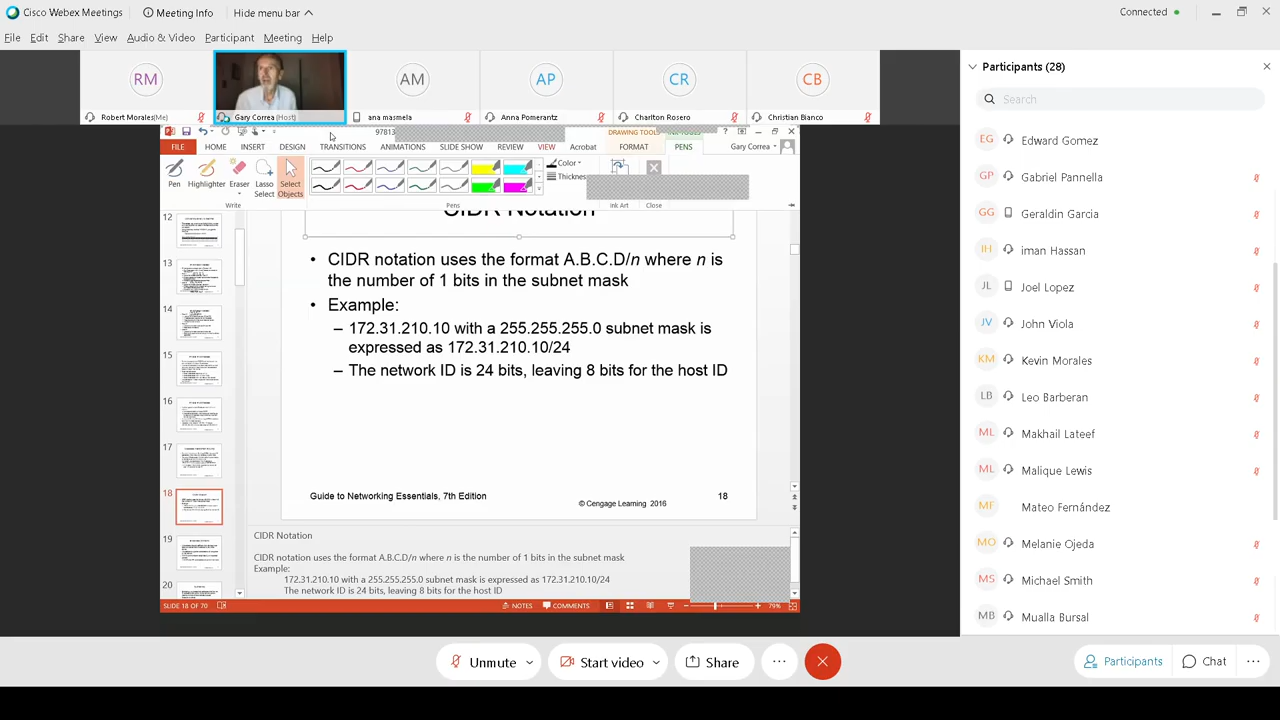 Cisco Webex Meetings Meeting Info Hide menu bar Connected
File Edit Share View Audio & Video Participant Meeting Help
RM AM AP CR CB
Robert Morales(Me) Gary Correa (Host) ana masmela Anna Pomerantz Charlton Rosero Christian Bianco
97813 DRAWING TOOLS
FILE HOME INSERT DESIGN TRANSITIONS ANIMATIONS SLIDE SHOW REVIEW VIEW Acrobat FORMAT PENS Gary Correa
Pen Highlighter Eraser Lasso Select Select Objects Color Thicknes Ink Art Close
Write Pens
12
13
14
15
16
17
18
19
20
CIDR Notation
• CIDR notation uses the format A.B.C.D/n where n is
the number of 1 bits in the subnet mask
• Example:
– 172.31.210.10 with a 255.255.255.0 subnet mask is
expressed as 172.31.210.10/24
– The network ID is 24 bits, leaving 8 bits for the host ID
Guide to Networking Essentials, 7th Edition 18
© Cengage Learning 2016
CIDR Notation
CIDR notation uses the format A.B.C.D/n where n is the number of 1 bits in the subnet mask
Example:
172.31.210.10 with a 255.255.255.0 subnet mask is expressed as 172.31.210.10/24
The network ID is 24 bits, leaving 8 bits for the host ID
SLIDE 18 OF 70 NOTES COMMENTS 79%
Participants (28)
Search
EG Edward Gomez
GP Gabriel Pannella
GG
IH iman Hassan
JL Joel Lopez
John Pola
Kevin Morales
LB Leo Bateman
ML Makhail Lateef
ML Malique Lewis
MF Mateo Fernández
MO Melanie
MS Michael Smith
MB Mualla Bursal
Unmute Start video Share
Participants Chat